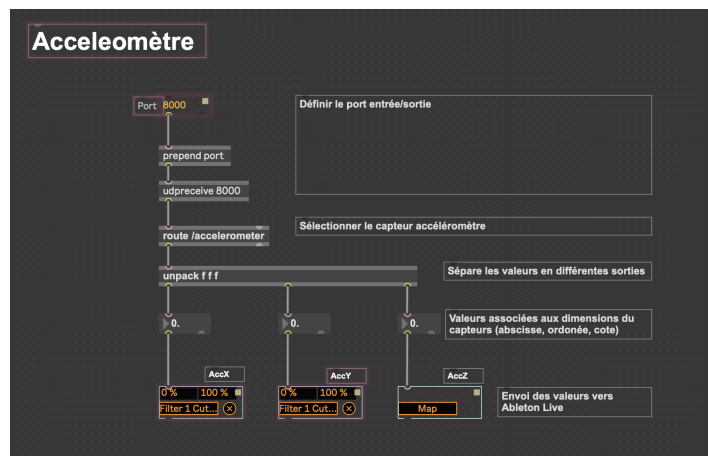 Acceleomètre
Port 8000
Définir le port entrée/sortie
prepend port
udpreceive 8000
Sélectionner le capteur accéléromètre
route /accelerometer
Sépare les valeurs en différentes sorties
unpack f f f
Valeurs associées aux dimensions du
capteurs (abscisse, ordonée, cote)
0. 0. 0.
AccX AccY AccZ
0 % 100 % 0 % 100 %
Filter 1 Cut... Filter 1 Cut... Map
Envoi des valeurs vers
Ableton Live